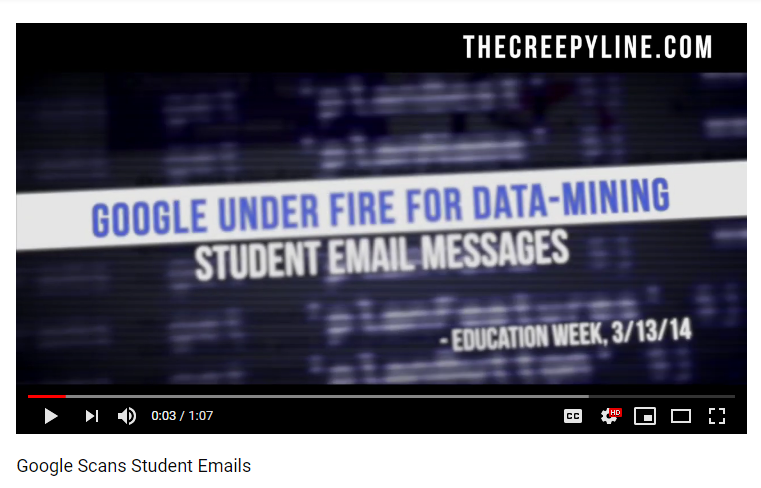 THECREEPYLINE.COM
GOOGLE UNDER FIRE FOR DATA-MINING
STUDENT EMAIL MESSAGES
- EDUCATION WEEK, 3/13/14
0:03 / 1:07
CC
HD
Google Scans Student Emails